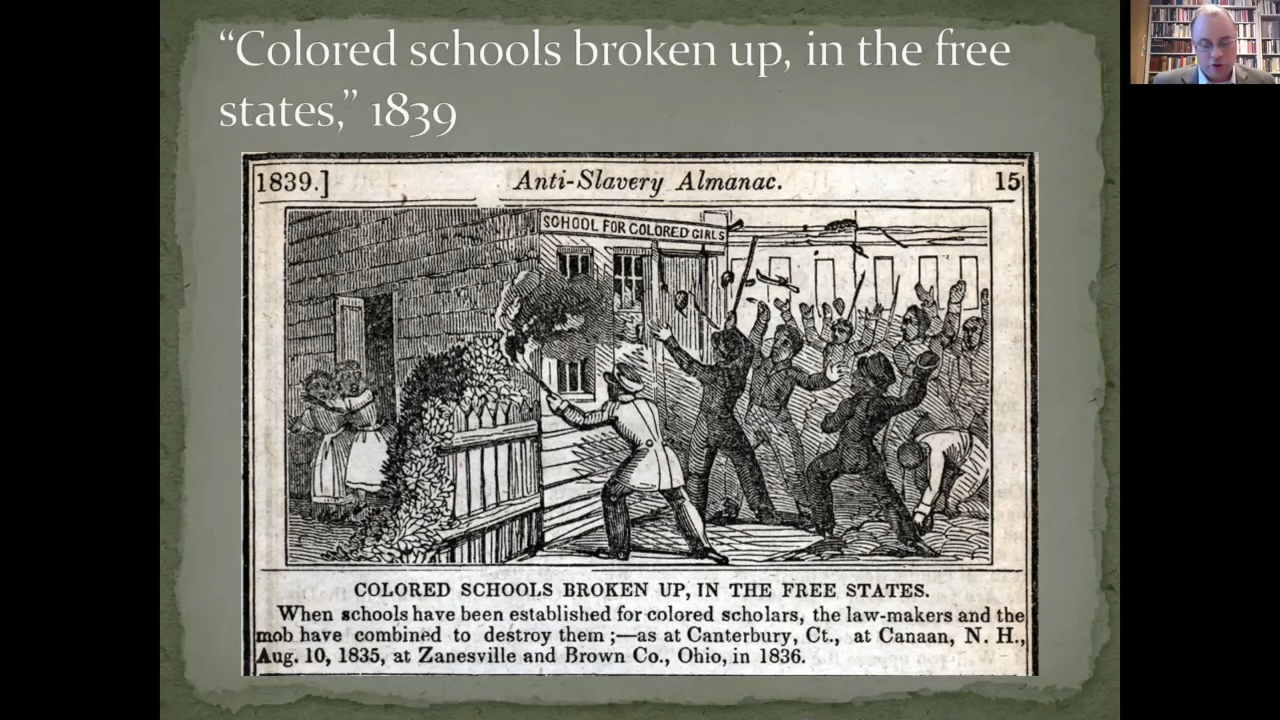 “Colored schools broken up, in the free
states,” 1839
1839.] Anti-Slavery Almanac. 15
SCHOOL FOR COLORED GIRLS
COLORED SCHOOLS BROKEN UP, IN THE FREE STATES.
When schools have been established for colored scholars, the law-makers and the
mob have combined to destroy them ;—as at Canterbury, Ct., at Canaan, N. H.,
Aug. 10, 1835, at Zanesville and Brown Co., Ohio, in 1836.